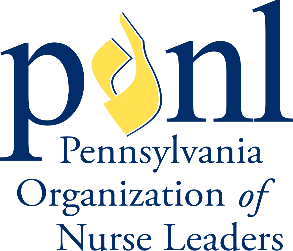 ponl
Pennsylvania
Organization of
Nurse Leaders